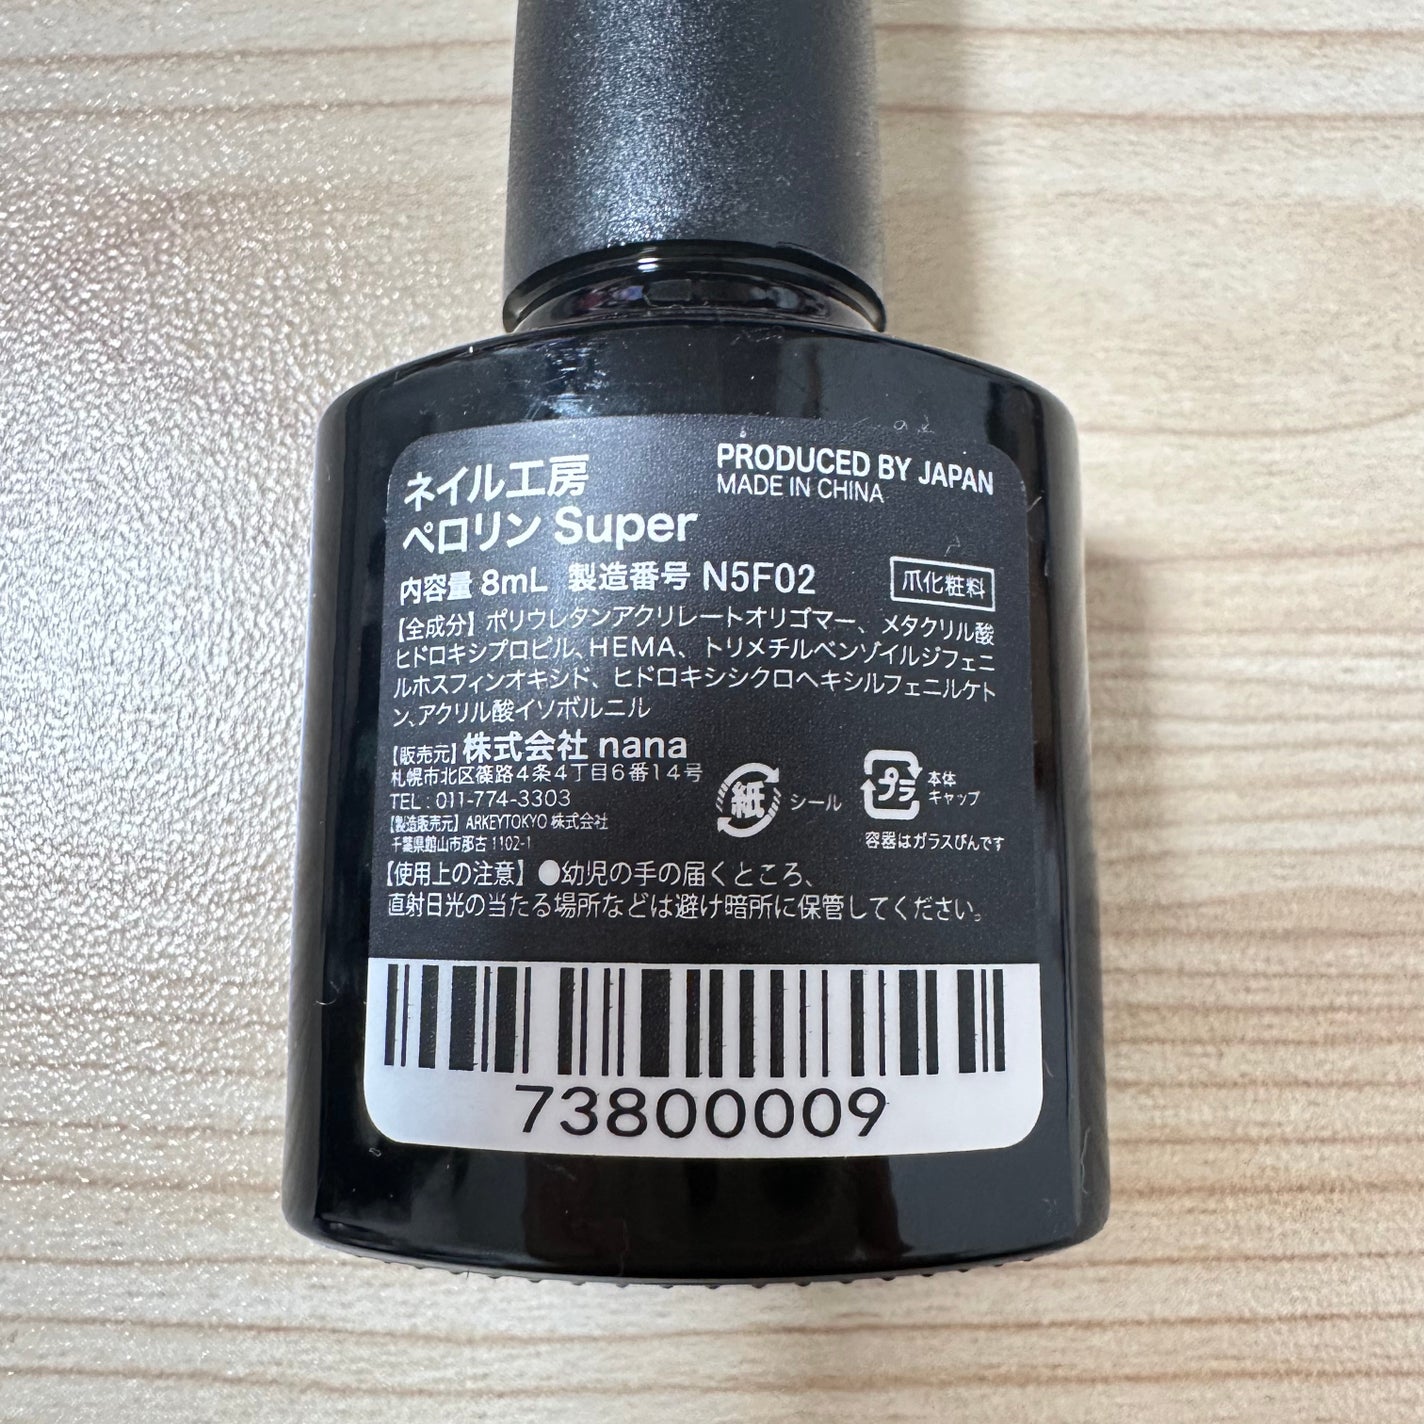 ネイル工房
PRODUCED BY JAPAN
MADE IN CHINA
ペロリン Super
内容量 8mL 製造番号 N5F02
爪化粧料
【全成分】ポリウレタンアクリレートオリゴマー、メタクリル酸
ヒドロキシプロピル、HEMA、トリメチルベンゾイルジフェニ
ルホスフィンオキシド、ヒドロキシシクロヘキシルフェニルケト
ン、アクリル酸イソボルニル
【販売元】株式会社 nana
札幌市北区篠路4条4丁目6番14号
TEL : 011-774-3303
【製造販売元】ARKEYTOKYO 株式会社
千葉県館山市那古 1102-1
紙 シール
プラ 本体
キャップ
容器はガラスびんです
【使用上の注意】●幼児の手の届くところ、
直射日光の当たる場所などは避け暗所に保管してください。
73800009